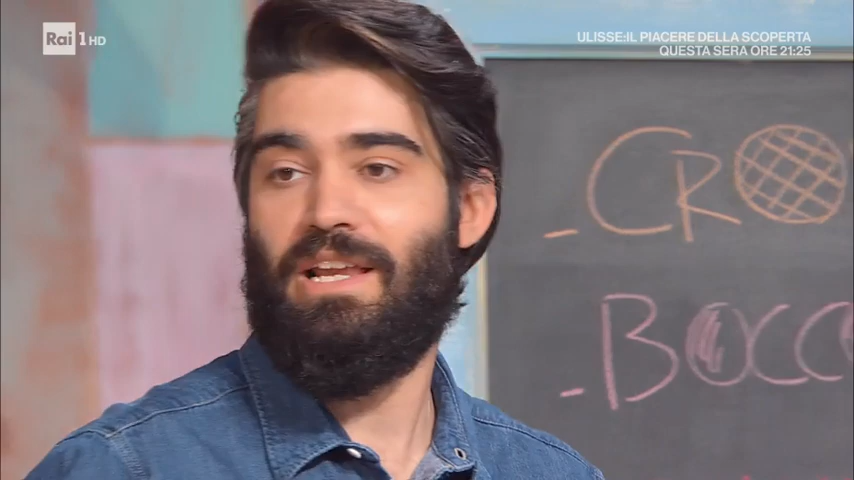 Rai 1 HD
ULISSE:IL PIACERE DELLA SCOPERTA
QUESTA SERA ORE 21:25
- CRO
- BOCC